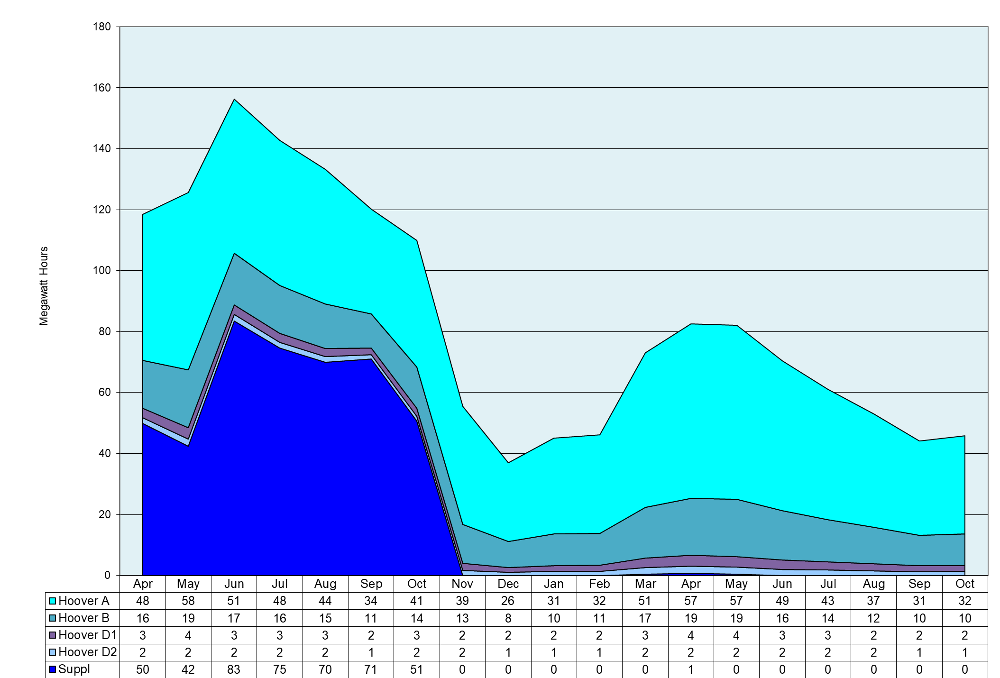 180
160
140
120
100
80
60
40
20
0
Megawatt Hours
Apr May Jun Jul Aug Sep Oct Nov Dec Jan Feb Mar Apr May Jun Jul Aug Sep Oct
Hoover A 48 58 51 48 44 34 41 39 26 31 32 51 57 57 49 43 37 31 32
Hoover B 16 19 17 16 15 11 14 13 8 10 11 17 19 19 16 14 12 10 10
Hoover D1 3 4 3 3 3 2 3 2 2 2 2 3 4 4 3 3 2 2 2
Hoover D2 2 2 2 2 2 1 2 2 1 1 1 2 2 2 2 2 2 1 1
Suppl 50 42 83 75 70 71 51 0 0 0 0 0 1 0 0 0 0 0 0